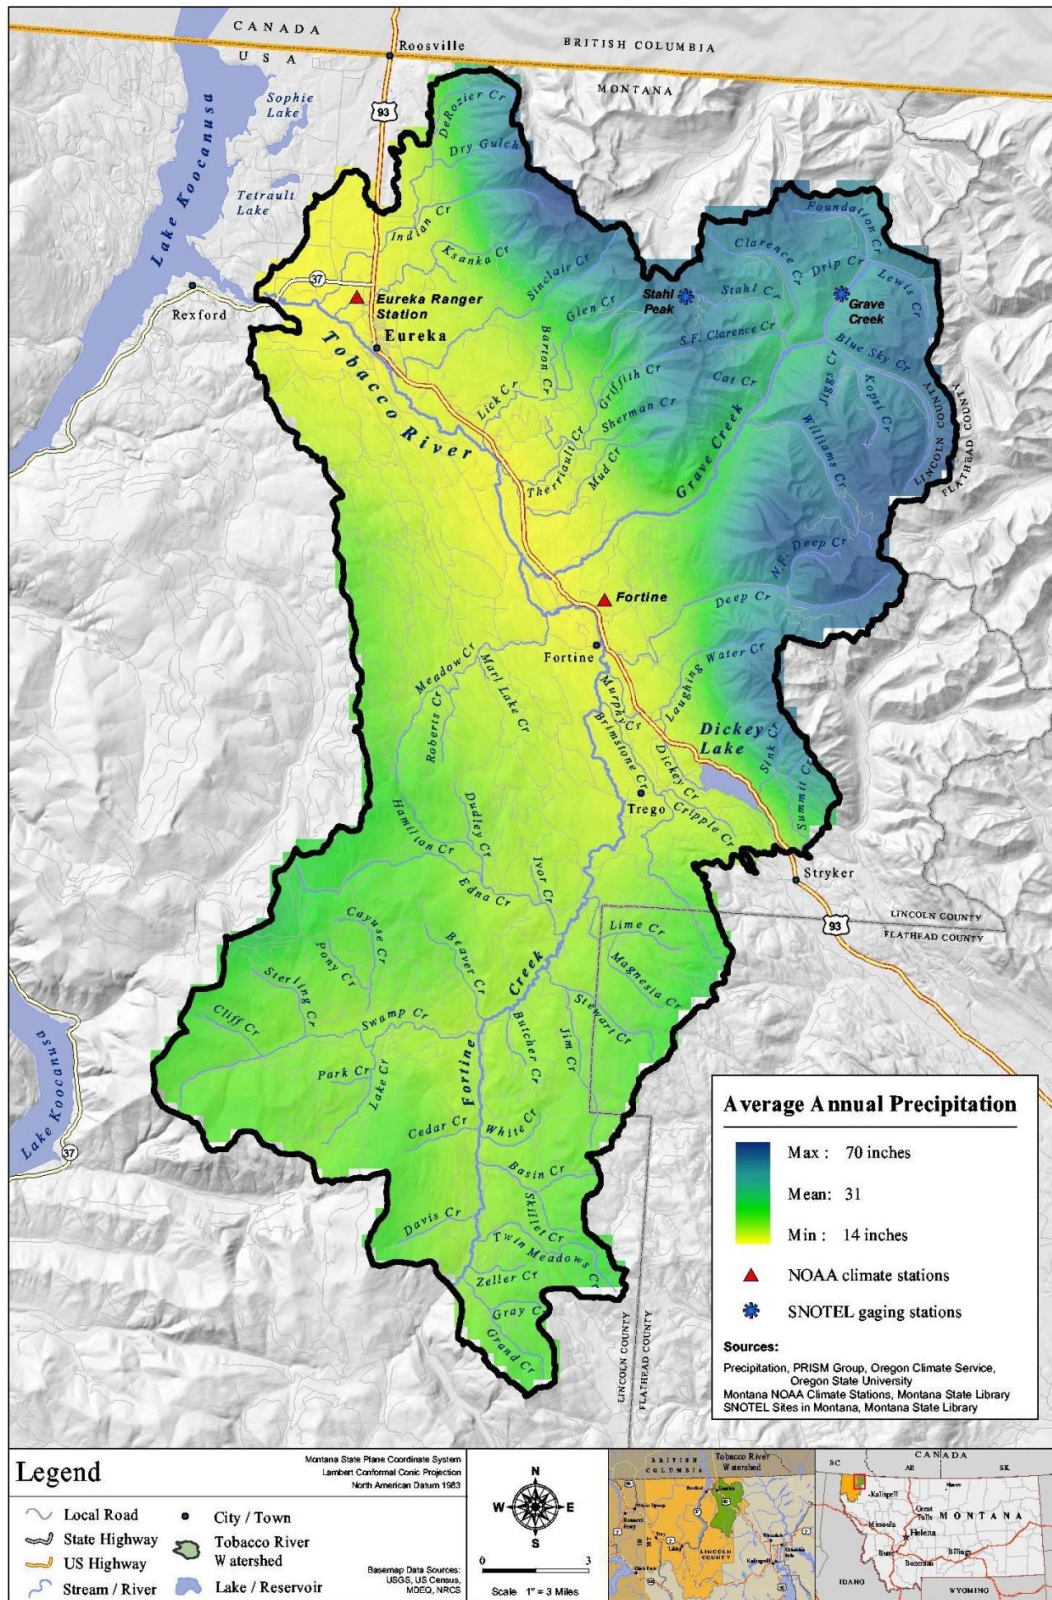 CANADA
USA
Roosville
BRITISH COLUMBIA
MONTANA
Sophie
Lake
93
DeRozier Cr
Dry Gulch
Lake Koocanusa
Tetrault
Lake
Indian Cr
Ksanka Cr
Sinclair Cr
Foundation Cr
Clarence Cr
Drip Cr
Lewis Cr
37
Rexford
Eureka Ranger
Station
Eureka
Glen Cr
Stahl
Peak
Stahl Cr
Grave
Creek
Tobacco River
Barton Cr
S.F. Clarence Cr
Blue Sky Cr
Griffith Cr
Cat Cr
Jiggs Cr
Kopsi Cr
Lick Cr
Sherman Cr
Williams Cr
LINCOLN COUNTY
FLATHEAD COUNTY
Therriault Cr
Mud Cr
Grave Creek
N.F. Deep Cr
Fortine
Deep Cr
Fortine
Meadow Cr
Marl Lake Cr
Roberts Cr
Murphy Cr
Laughing Water Cr
Brimstone Cr
Dickey
Lake
Dickey Cr
Sink Cr
Summit Cr
Trego
Cripple Cr
Hamilton Cr
Dudley Cr
Edna Cr
Ivor Cr
Stryker
93
LINCOLN COUNTY
FLATHEAD COUNTY
Cayuse Cr
Pony Cr
Beaver Cr
Lime Cr
Magnesia Cr
Sterling Cr
Cliff Cr
Swamp Cr
Fortine Creek
Stewart Cr
Butcher Cr
Jim Cr
Park Cr
Lake Cr
Lake Koocanusa
37
Cedar Cr
White Cr
Basin Cr
Skillet Cr
Davis Cr
Twin Meadows Cr
Zeller Cr
Gray C
Grand Cr
LINCOLN COUNTY
FLATHEAD COUNTY
Average Annual Precipitation
Max : 70 inches
Mean: 31
Min : 14 inches
NOAA climate stations
SNOTEL gaging stations
Sources:
Precipitation, PRISM Group, Oregon Climate Service,
Oregon State University
Montana NOAA Climate Stations, Montana State Library
SNOTEL Sites in Montana, Montana State Library
Legend
Montana State Plane Coordinate System
Lambert Conformal Conic Projection
North American Datum 1983
Local Road
State Highway
US Highway
Stream / River
City / Town
Tobacco River
Watershed
Lake / Reservoir
Basemap Data Sources:
USGS, US Census,
MDEQ, NRCS
N
W E
S
0 3
Scale 1" = 3 Miles
BRITISH
COLUMBIA
Tobacco River
Watershed
LINCOLN
COUNTY
Libby
Kalispell
CANADA
BC AB SK
Kalispell
Havre
Great
Falls
Missoula
Helena
MONTANA
Butte
Bozeman
Billings
IDAHO
WYOMING